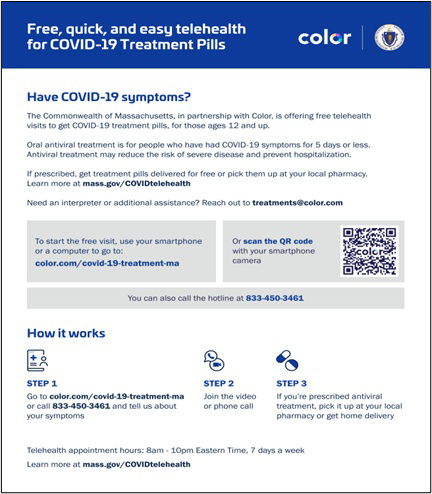 Free, quick, and easy telehealth
for COVID-19 Treatment Pills
color
Have COVID-19 symptoms?
The Commonwealth of Massachusetts, in partnership with Color, is offering free telehealth
visits to get COVID-19 treatment pills, for those ages 12 and up.
Oral antiviral treatment is for people who have had COVID-19 symptoms for 5 days or less.
Antiviral treatment may reduce the risk of severe disease and prevent hospitalization.
If prescribed, get treatment pills delivered for free or pick them up at your local pharmacy.
Learn more at mass.gov/COVIDtelehealth
Need an interpreter or additional assistance? Reach out to treatments@color.com
To start the free visit, use your smartphone
or a computer to go to:
color.com/covid-19-treatment-ma
Or scan the QR code
with your smartphone
camera
color
You can also call the hotline at 833-450-3461
How it works
STEP 1
Go to color.com/covid-19-treatment-ma
or call 833-450-3461 and tell us about
your symptoms
STEP 2
Join the video
or phone call
STEP 3
If you're prescribed antiviral
treatment, pick it up at your local
pharmacy or get home delivery
Telehealth appointment hours: 8am - 10pm Eastern Time, 7 days a week
Learn more at mass.gov/COVIDtelehealth